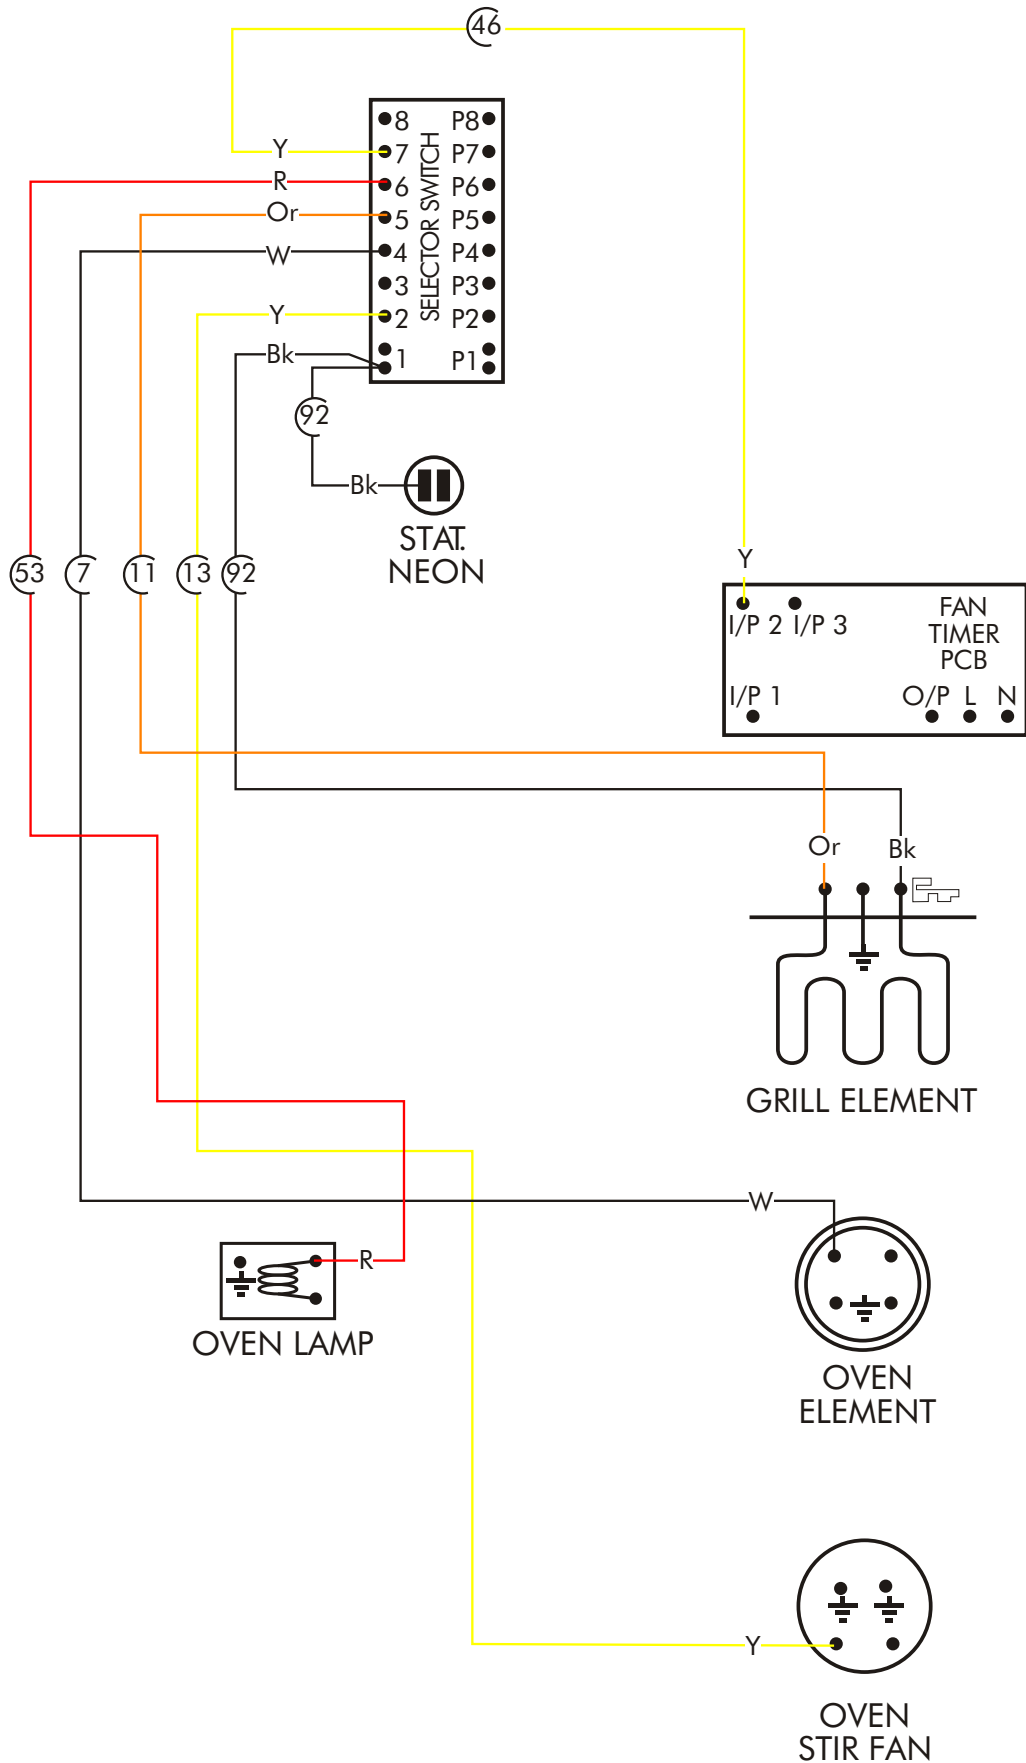 46
8 P8
Y 7 P7
R 6 P6
Or 5 P5
W 4 P4
3 P3
Y 2 P2
Bk 1 P1
SELECTOR SWITCH
92
Bk
STAT.
NEON
53 7 11 13 92
Y
I/P 2 I/P 3
FAN
TIMER
PCB
I/P 1 O/P L N
Or Bk
GRILL ELEMENT
W
R
OVEN LAMP
OVEN
ELEMENT
Y
OVEN
STIR FAN